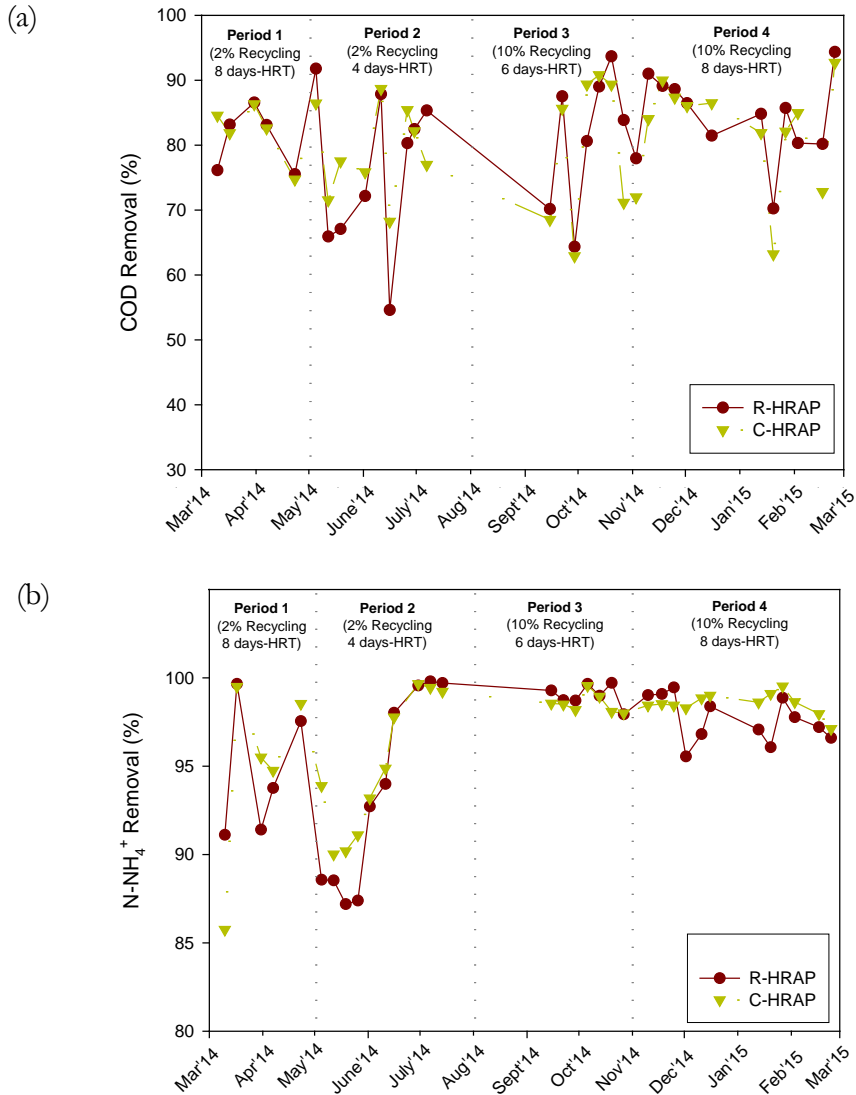 (a)
Period 1
(2% Recycling
8 days-HRT)
Period 2
(2% Recycling
4 days-HRT)
Period 3
(10% Recycling
6 days-HRT)
Period 4
(10% Recycling
8 days-HRT)
COD Removal (%)
100
90
80
70
60
50
40
30
R-HRAP
C-HRAP
Mar'14
Apr'14
May'14
June'14
July'14
Aug'14
Sept'14
Oct'14
Nov'14
Dec'14
Jan'15
Feb'15
Mar'15
(b)
Period 1
(2% Recycling
8 days-HRT)
Period 2
(2% Recycling
4 days-HRT)
Period 3
(10% Recycling
6 days-HRT)
Period 4
(10% Recycling
8 days-HRT)
N-NH₄⁺ Removal (%)
100
95
90
85
80
R-HRAP
C-HRAP
Mar'14
Apr'14
May'14
June'14
July'14
Aug'14
Sept'14
Oct'14
Nov'14
Dec'14
Jan'15
Feb'15
Mar'15